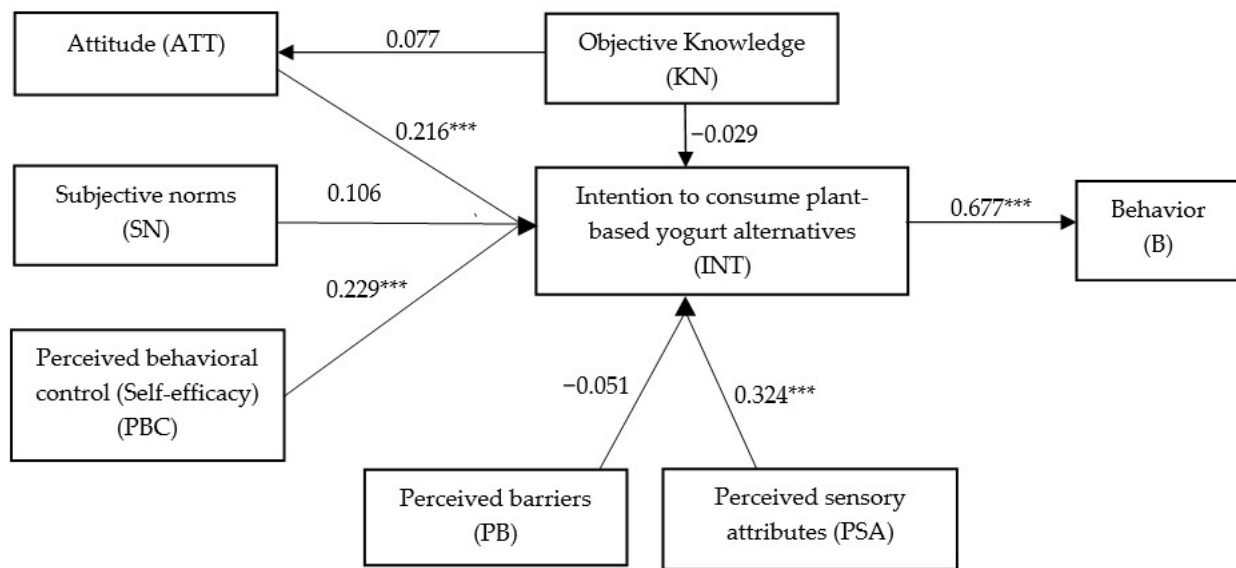 Attitude (ATT)
0.077
Objective Knowledge
(KN)
0.216***
−0.029
Subjective norms
(SN)
0.106
Intention to consume plant-
based yogurt alternatives
(INT)
0.677***
Behavior
(B)
0.229***
Perceived behavioral
control (Self-efficacy)
(PBC)
−0.051
0.324***
Perceived barriers
(PB)
Perceived sensory
attributes (PSA)